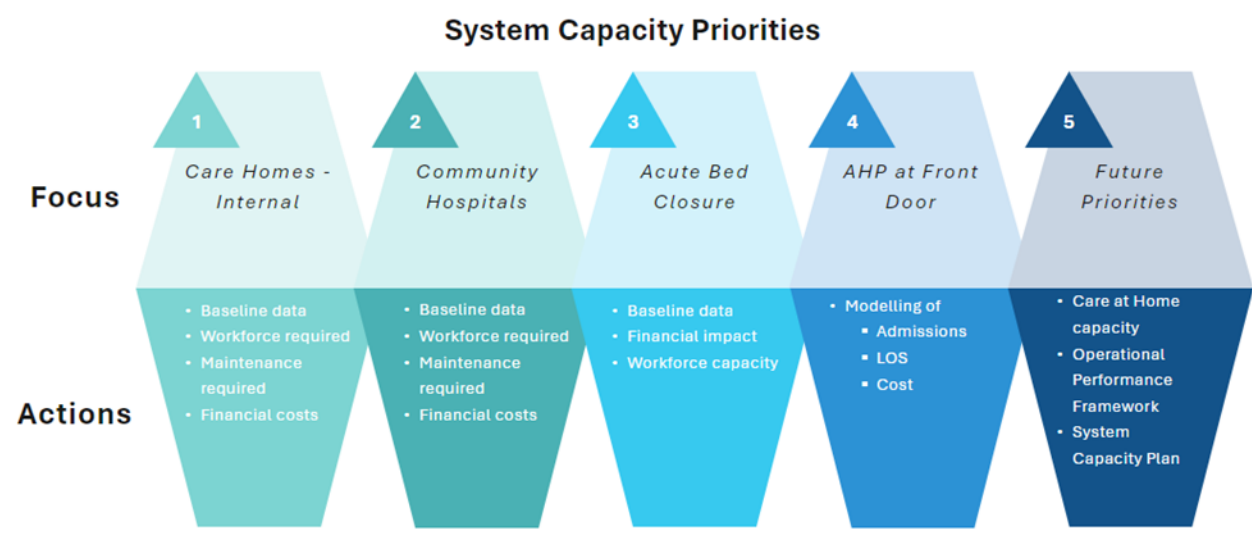 System Capacity Priorities
Focus
1
Care Homes -
Internal
2
Community
Hospitals
3
Acute Bed
Closure
4
AHP at Front
Door
5
Future
Priorities
Actions
• Baseline data
• Workforce required
• Maintenance
required
• Financial costs
• Baseline data
• Workforce required
• Maintenance
required
• Financial costs
• Baseline data
• Financial impact
• Workforce capacity
• Modelling of
▪ Admissions
▪ LOS
▪ Cost
• Care at Home
capacity
• Operational
Performance
Framework
• System
Capacity Plan